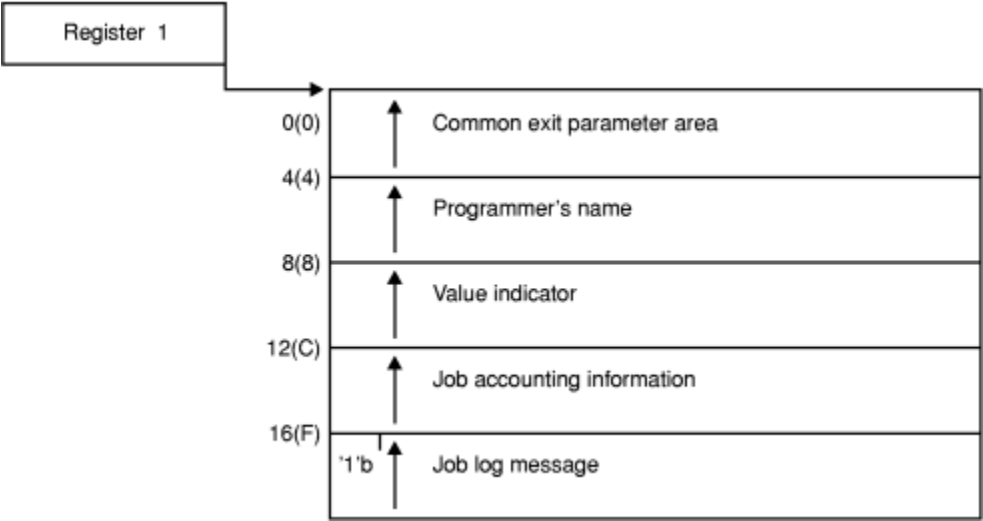 Register 1
0(0) Common exit parameter area
4(4)
Programmer's name
8(8)
Value indicator
12(C)
Job accounting information
16(F)
'1'b Job log message